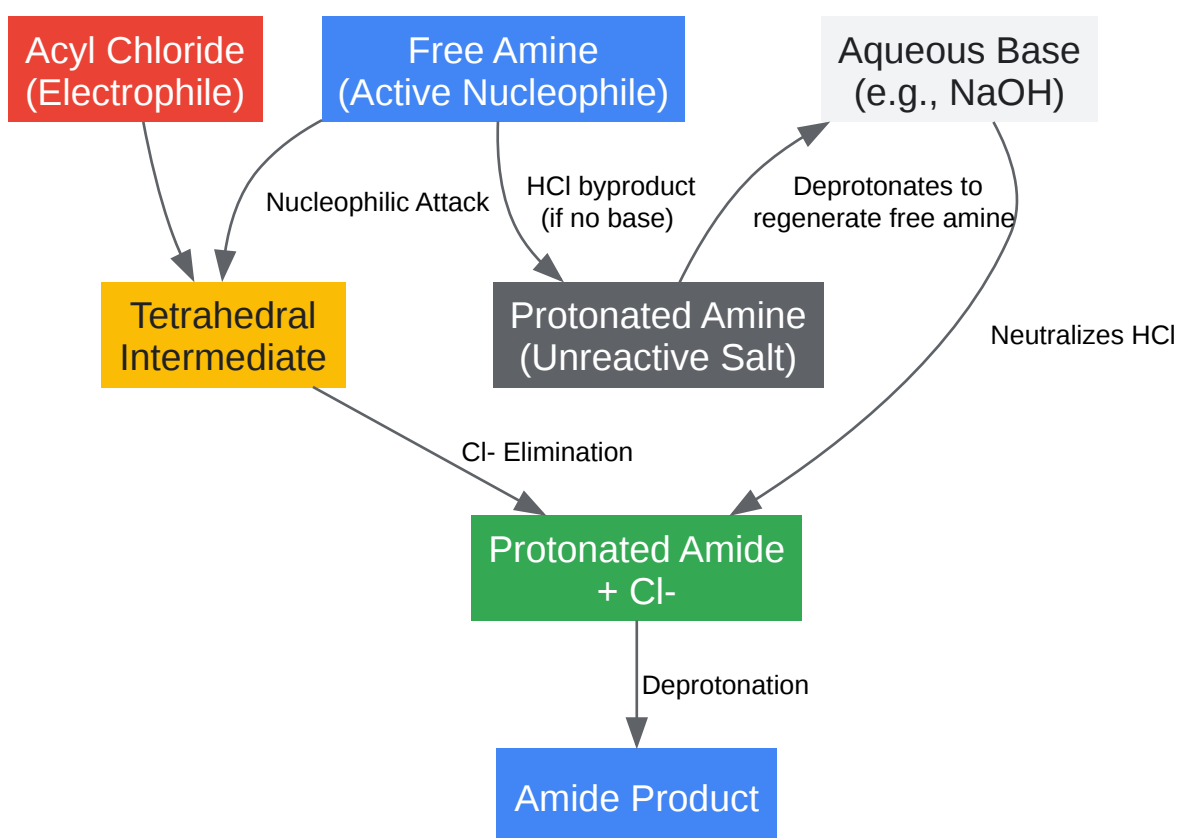 Acyl Chloride
(Electrophile)
Free Amine
(Active Nucleophile)
Aqueous Base
(e.g., NaOH)
Nucleophilic Attack
HCl byproduct
(if no base)
Deprotonates to
regenerate free amine
Tetrahedral
Intermediate
Protonated Amine
(Unreactive Salt)
Neutralizes HCl
Cl- Elimination
Protonated Amide
+ Cl-
Deprotonation
Amide Product